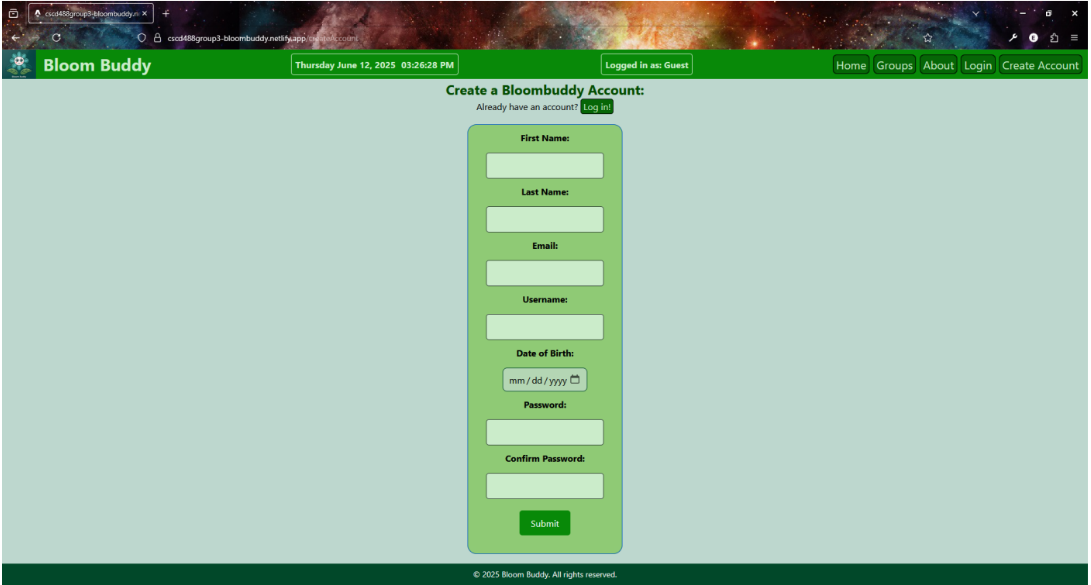 cscd488group3-bloombuddy.n
cscd488group3-bloombuddy.netlify.app/createAccount
Bloom Buddy
Thursday June 12, 2025 03:26:28 PM
Logged in as: Guest
Home Groups About Login Create Account
Create a Bloombuddy Account:
Already have an account? Log in!
First Name:
Last Name:
Email:
Username:
Date of Birth:
mm / dd / yyyy
Password:
Confirm Password:
Submit
© 2025 Bloom Buddy. All rights reserved.